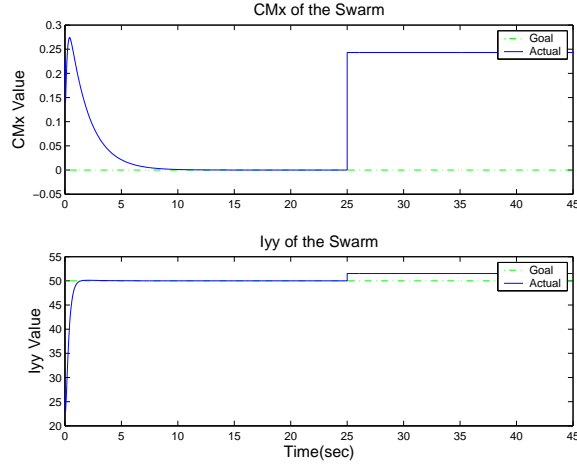 CMx of the Swarm
0.3
0.25
0.2
0.15
0.1
0.05
0
−0.05
CMx Value
Goal
Actual
0 5 10 15 20 25 30 35 40 45
Iyy of the Swarm
55
50
45
40
35
30
25
20
Iyy Value
Goal
Actual
0 5 10 15 20 25 30 35 40 45
Time(sec)